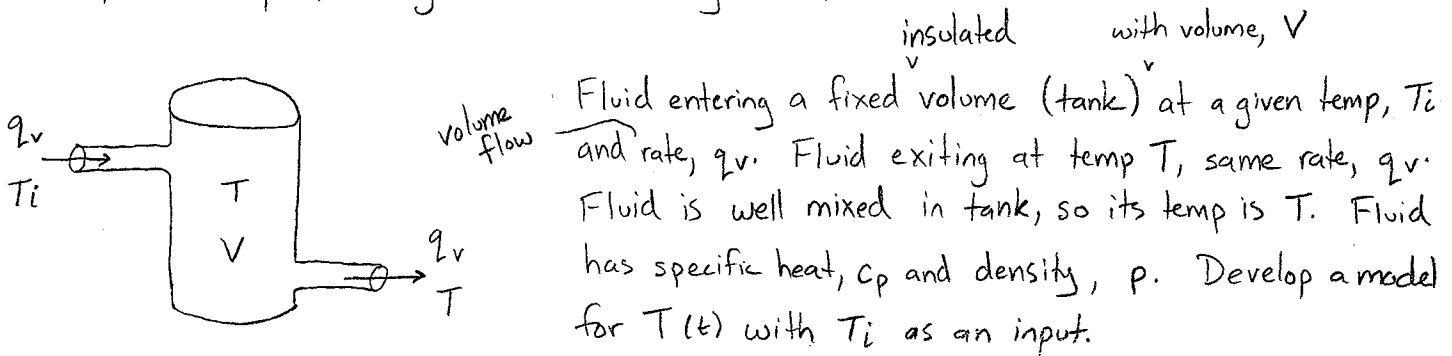 insulated with volume, V
v v
Fluid entering a fixed volume (tank) at a given temp, Ti
volume flow
and rate, qv. Fluid exiting at temp T, same rate, qv.
Fluid is well mixed in tank, so its temp is T. Fluid
has specific heat, cp and density, ρ. Develop a model
for T(t) with Ti as an input.
qv
Ti
T
V
qv
T